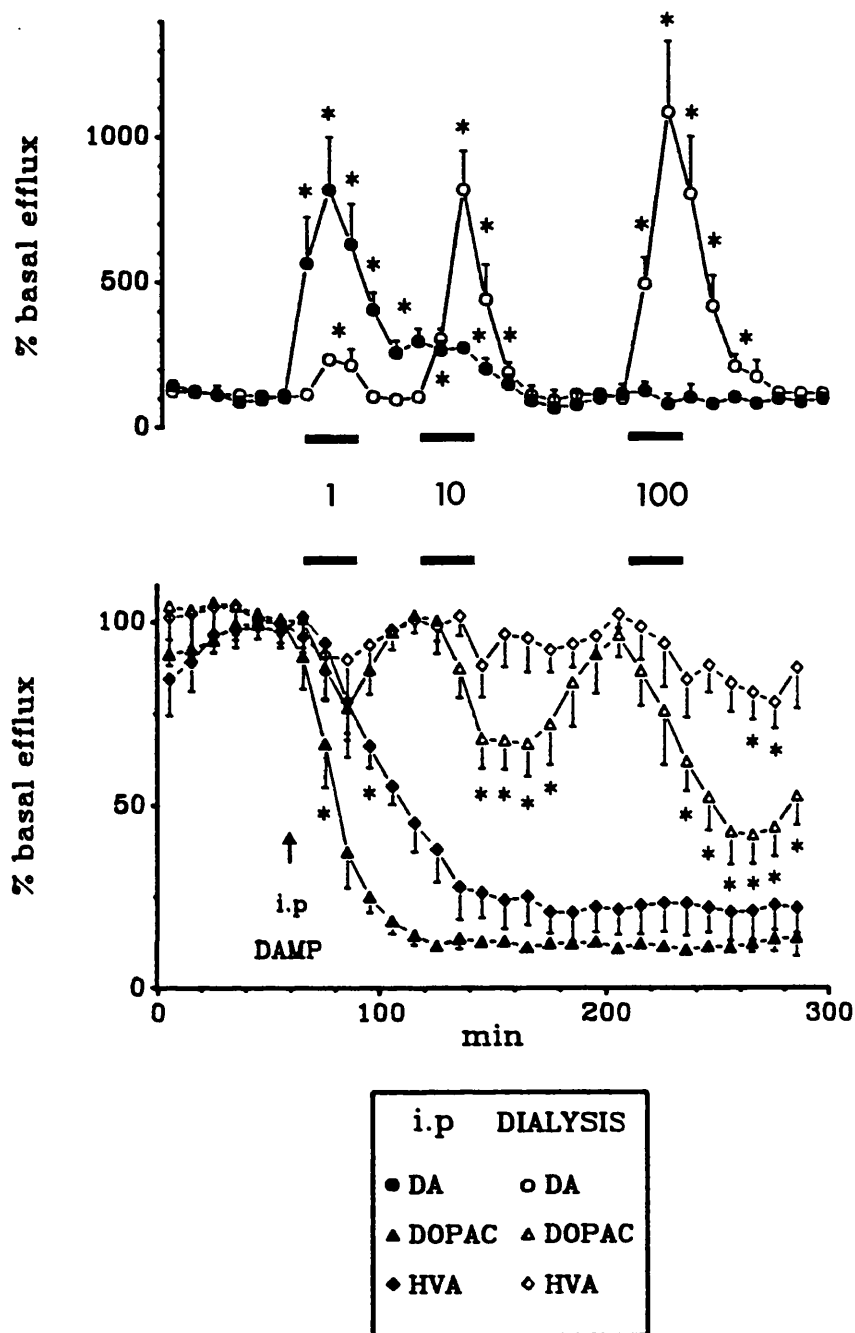 % basal efflux
1000
500
100
0
* * * * * * * * * * * * * * * *
1 10 100
% basal efflux
100
50
0
* * * * * * * * * * * * * * *
i.p
DAMP
0 100 200 300
min
i.p DIALYSIS
DA DA
DOPAC DOPAC
HVA HVA